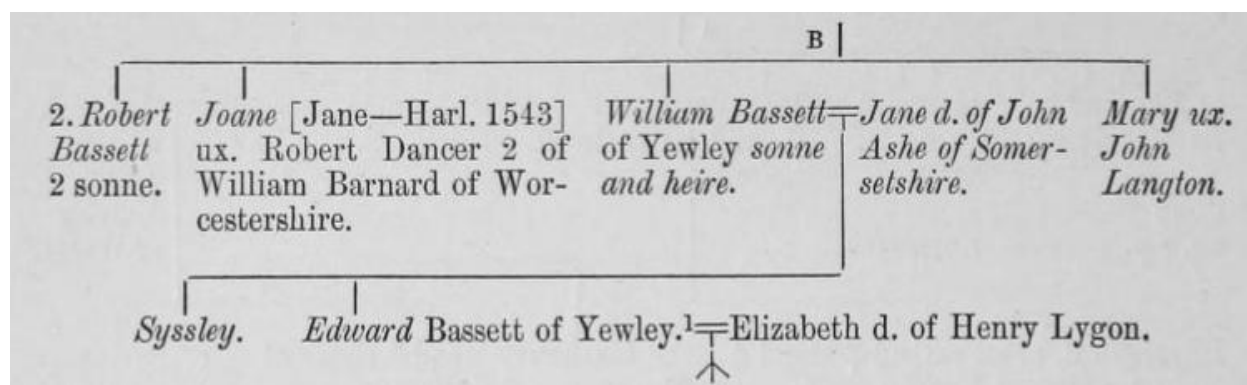 B
2. Robert Bassett 2 sonne.
Joane [Jane—Harl. 1543]
ux. Robert Dancer 2 of
William Barnard of Wor-
cestershire.
William Bassett
of Yewley sonne
and heire.
Jane d. of John
Ashe of Somer-
setshire.
Mary ux.
John
Langton.
Syssley.
Edward Bassett of Yewley.¹
Elizabeth d. of Henry Lygon.